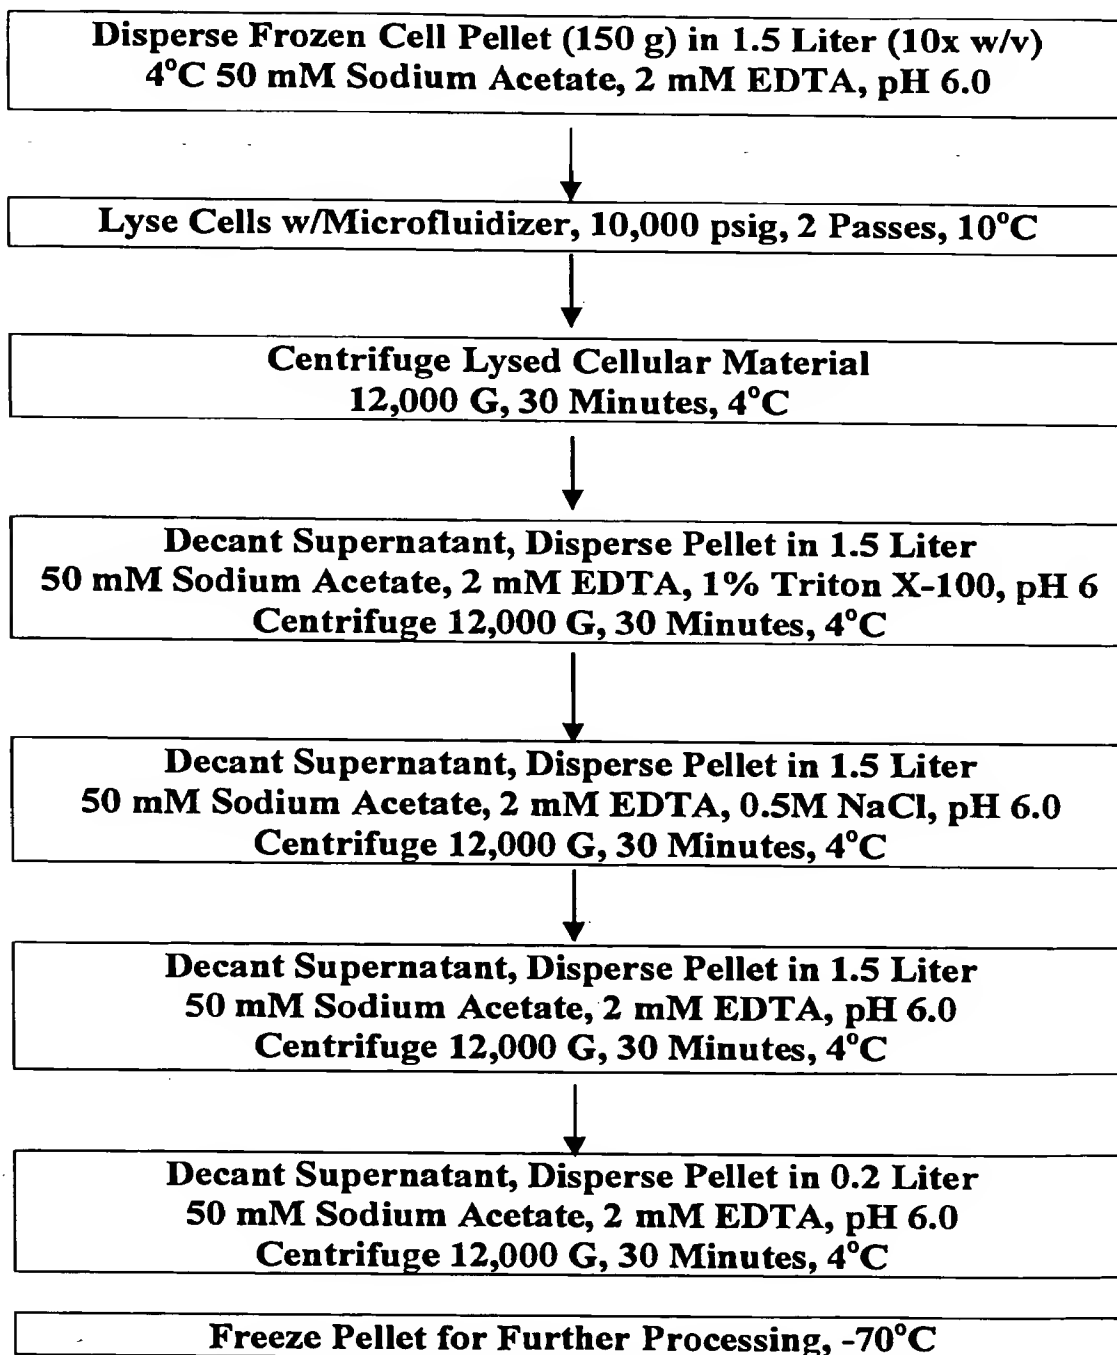 Disperse Frozen Cell Pellet (150 g) in 1.5 Liter (10x w/v)
4°C 50 mM Sodium Acetate, 2 mM EDTA, pH 6.0
Lyse Cells w/Microfluidizer, 10,000 psig, 2 Passes, 10°C
Centrifuge Lysed Cellular Material
12,000 G, 30 Minutes, 4°C
Decant Supernatant, Disperse Pellet in 1.5 Liter
50 mM Sodium Acetate, 2 mM EDTA, 1% Triton X-100, pH 6
Centrifuge 12,000 G, 30 Minutes, 4°C
Decant Supernatant, Disperse Pellet in 1.5 Liter
50 mM Sodium Acetate, 2 mM EDTA, 0.5M NaCl, pH 6.0
Centrifuge 12,000 G, 30 Minutes, 4°C
Decant Supernatant, Disperse Pellet in 1.5 Liter
50 mM Sodium Acetate, 2 mM EDTA, pH 6.0
Centrifuge 12,000 G, 30 Minutes, 4°C
Decant Supernatant, Disperse Pellet in 0.2 Liter
50 mM Sodium Acetate, 2 mM EDTA, pH 6.0
Centrifuge 12,000 G, 30 Minutes, 4°C
Freeze Pellet for Further Processing, -70°C